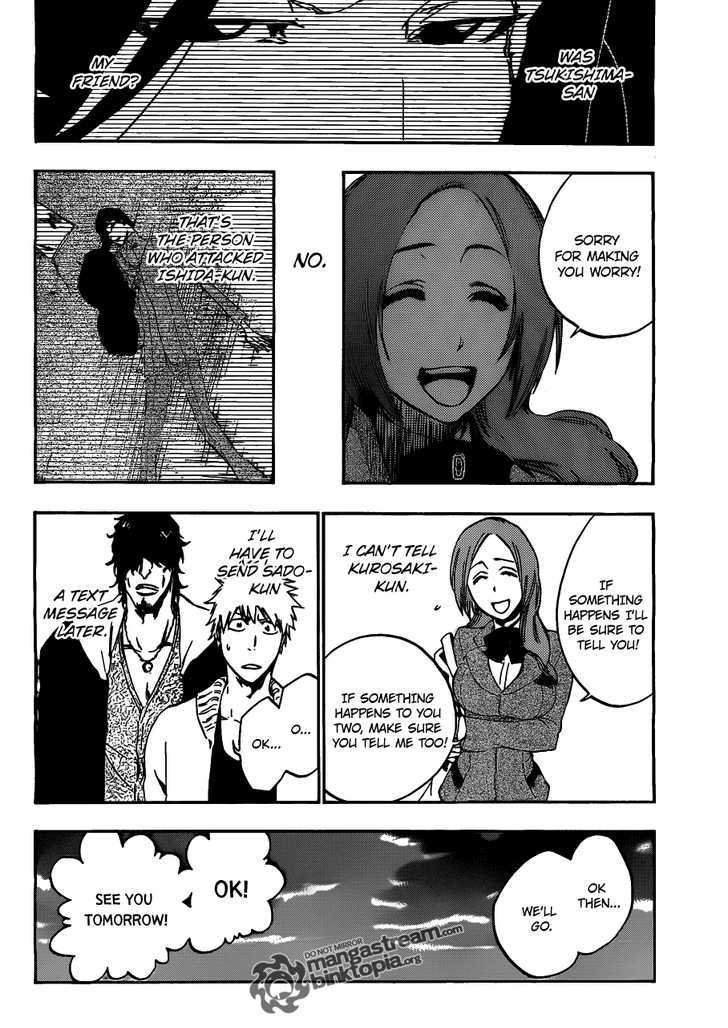 WAS
TSUKISHIMA-
SAN
MY
FRIEND?
SORRY
FOR MAKING
YOU WORRY!
NO.
THAT'S
THE PERSON
WHO ATTACKED
ISHIDA-KUN.
IF
SOMETHING
HAPPENS I'LL
BE SURE TO
TELL YOU!
I CAN'T TELL
KUROSAKI-
KUN.
IF SOMETHING
HAPPENS TO YOU
TWO, MAKE SURE
YOU TELL ME TOO!
I'LL
HAVE TO
SEND SADO-
KUN
A TEXT
MESSAGE
LATER.
O...
OK...
OK
THEN...
WE'LL
GO.
OK!
SEE YOU
TOMORROW!
DO NOT MIRROR
mangastream.com
binktopia.org